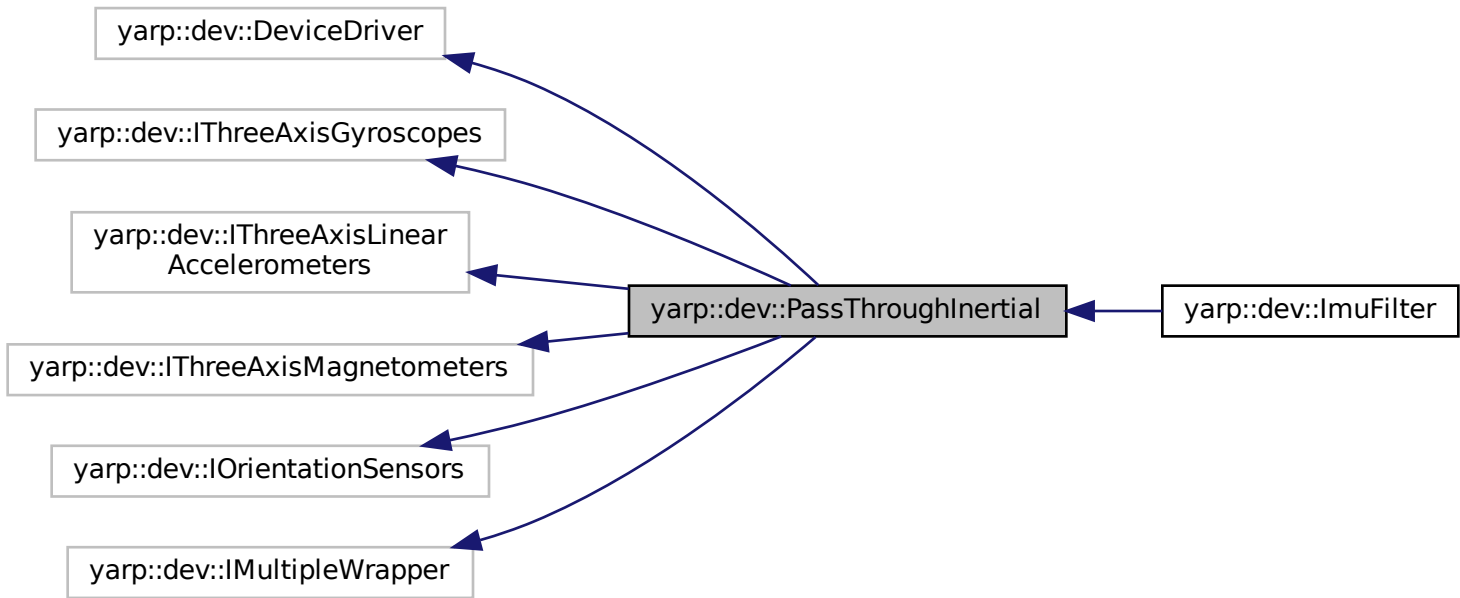 yarp::dev::DeviceDriver
yarp::dev::IThreeAxisGyroscopes
yarp::dev::IThreeAxisLinear
Accelerometers
yarp::dev::IThreeAxisMagnetometers
yarp::dev::IOrientationSensors
yarp::dev::IMultipleWrapper
yarp::dev::PassThroughInertial
yarp::dev::ImuFilter